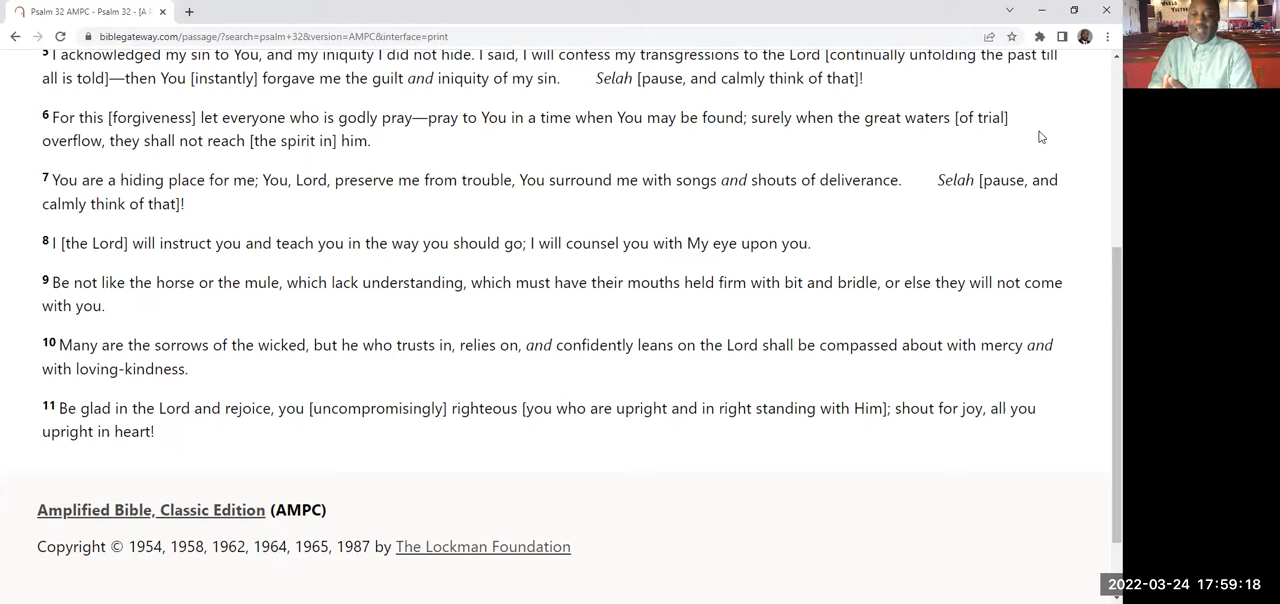 Psalm 32 AMPC - Psalm 32 - [A
biblegateway.com/passage/?search=psalm+32&version=AMPC&interface=print
5 I acknowledged my sin to You, and my iniquity I did not hide. I said, I will confess my transgressions to the Lord [continually unfolding the past till
all is told]—then You [instantly] forgave me the guilt and iniquity of my sin. Selah [pause, and calmly think of that]!
6 For this [forgiveness] let everyone who is godly pray—pray to You in a time when You may be found; surely when the great waters [of trial]
overflow, they shall not reach [the spirit in] him.
7 You are a hiding place for me; You, Lord, preserve me from trouble, You surround me with songs and shouts of deliverance. Selah [pause, and
calmly think of that]!
8 I [the Lord] will instruct you and teach you in the way you should go; I will counsel you with My eye upon you.
9 Be not like the horse or the mule, which lack understanding, which must have their mouths held firm with bit and bridle, or else they will not come
with you.
10 Many are the sorrows of the wicked, but he who trusts in, relies on, and confidently leans on the Lord shall be compassed about with mercy and
with loving-kindness.
11 Be glad in the Lord and rejoice, you [uncompromisingly] righteous [you who are upright and in right standing with Him]; shout for joy, all you
upright in heart!
Amplified Bible, Classic Edition (AMPC)
Copyright © 1954, 1958, 1962, 1964, 1965, 1987 by The Lockman Foundation
2022-03-24 17:59:18